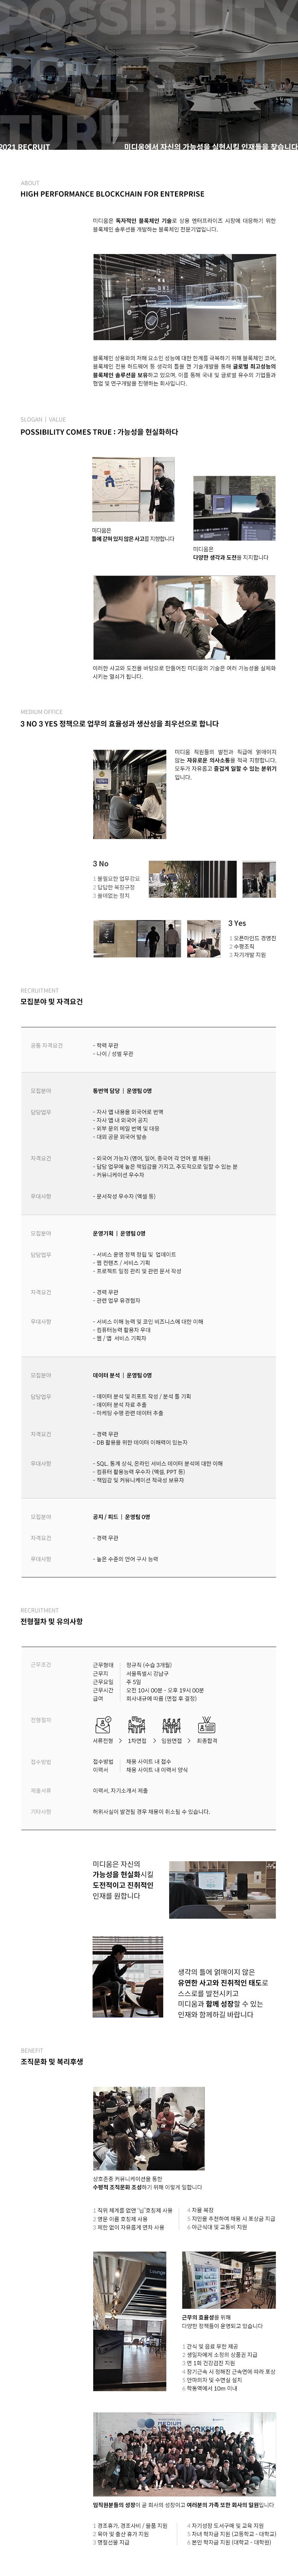 POSSIBILITY
COMES
TURE
2021 RECRUIT
미디움에서 자신의 가능성을 실현시킬 인재들을 찾습니다
ABOUT
HIGH PERFORMANCE BLOCKCHAIN FOR ENTERPRISE
미디움은 독자적인 블록체인 기술로 상용 엔터프라이즈 시장에 대응하기 위한
블록체인 솔루션을 개발하는 블록체인 전문기업입니다.
블록체인 상용화의 저해 요소인 성능에 대한 한계를 극복하기 위해 블록체인 코어,
블록체인 전용 하드웨어 등 생각의 틀을 깬 기술개발을 통해 글로벌 최고성능의
블록체인 솔루션을 보유하고 있으며, 이를 통해 국내 및 글로벌 유수의 기업들과
협업 및 연구개발을 진행하는 회사입니다.
SLOGAN | VALUE
POSSIBILITY COMES TRUE : 가능성을 현실화하다
미디움은
틀에 갇혀 있지 않은 사고를 지향합니다
미디움은
다양한 생각과 도전을 지지합니다
이러한 사고와 도전을 바탕으로 만들어진 미디움의 기술은 여러 가능성을 실체화
시키는 열쇠가 됩니다.
MEDIUM OFFICE
3 NO 3 YES 정책으로 업무의 효율성과 생산성을 최우선으로 합니다
미디움 직원들의 발전과 직급에 얽매이지
않는 자유로운 의사소통을 적극 지향합니다.
모두가 자유롭고 즐겁게 일할 수 있는 분위기
입니다.
3 No
1 불필요한 업무강요
2 답답한 복장규정
3 쓸데없는 정치
3 Yes
1 오픈마인드 경영진
2 수평조직
3 자기개발 지원
RECRUITMENT
모집분야 및 자격요건
공통 자격요건
- 학력 무관
- 나이 / 성별 무관
모집분야
통번역 담당 | 운영팀 0명
담당업무
- 자사 앱 내용을 외국어로 번역
- 자사 앱 내 외국어 공지
- 외부 문의 메일 번역 및 대응
- 대외 공문 외국어 발송
자격요건
- 외국어 가능자 (영어, 일어, 중국어 각 언어 별 채용)
- 담당 업무에 높은 책임감을 가지고, 주도적으로 일할 수 있는 분
- 커뮤니케이션 우수자
우대사항
- 문서작성 우수자 (엑셀 등)
모집분야
운영기획 | 운영팀 0명
담당업무
- 서비스 운영 정책 정립 및 업데이트
- 웹 컨텐츠 / 서비스 기획
- 프로젝트 일정 관리 및 관련 문서 작성
자격요건
- 경력 무관
- 관련 업무 유경험자
우대사항
- 서비스 이해 능력 및 코인 비즈니스에 대한 이해
- 컴퓨터능력 활용자 우대
- 웹 / 앱 서비스 기획자
모집분야
데이터 분석 | 운영팀 0명
담당업무
- 데이터 분석 및 리포트 작성 / 분석 툴 기획
- 데이터 분석 자료 추출
- 마케팅 수행 관련 데이터 추출
자격요건
- 경력 무관
- DB 활용을 위한 데이터 이해력이 있는자
우대사항
- SQL, 통계 상식, 온라인 서비스 데이터 분석에 대한 이해
- 컴퓨터 활용능력 우수자 (엑셀, PPT 등)
- 책임감 및 커뮤니케이션 적극성 보유자
모집분야
공지 / 피드 | 운영팀 0명
자격요건
- 경력 무관
우대사항
- 높은 수준의 언어 구사 능력
RECRUITMENT
전형절차 및 유의사항
근무조건
근무형태 정규직 (수습 3개월)
근무지 서울특별시 강남구
근무요일 주 5일
근무시간 오전 10시 00분 - 오후 19시 00분
급여 회사내규에 따름 (면접 후 결정)
전형절차
서류전형 > 1차면접 > 임원면접 > 최종합격
접수방법
접수방법 채용 사이트 내 접수
이력서 채용 사이트 내 이력서 양식
제출서류
이력서, 자기소개서 제출
기타사항
허위사실이 발견될 경우 채용이 취소될 수 있습니다.
미디움은 자신의
가능성을 현실화시킬
도전적이고 진취적인
인재를 원합니다
생각의 틀에 얽매이지 않은
유연한 사고와 진취적인 태도로
스스로를 발전시키고
미디움과 함께 성장할 수 있는
인재와 함께하길 바랍니다
BENEFIT
조직문화 및 복리후생
상호존중 커뮤니케이션을 통한
수평적 조직문화 조성하기 위해 이렇게 일합니다
1 직위 체계를 없앤 "님"호칭제 사용
2 영문 이름 호칭제 사용
3 제한 없이 자유롭게 연차 사용
4 자율 복장
5 지인을 추천하여 채용 시 포상금 지급
6 야근식대 및 교통비 지원
Lounge
근무의 효율성을 위해
다양한 정책들이 운영되고 있습니다
1 간식 및 음료 무한 제공
2 생일자에게 소정의 상품권 지급
3 연 1회 건강검진 지원
4 장기근속 시 정해진 근속연에 따라 포상
5 안마의자 및 수면실 설치
6 학동역에서 10m 이내
MEDIUM
WORKSHOP
임직원분들의 성장이 곧 회사의 성장이고 여러분의 가족 또한 회사의 일원입니다
1 경조휴가, 경조사비 / 물품 지원
2 육아 및 출산 휴가 지원
3 명절선물 지급
4 자기성장 도서구매 및 교육 지원
5 자녀 학자금 지원 (고등학교 - 대학교)
6 본인 학자금 지원 (대학교 - 대학원)